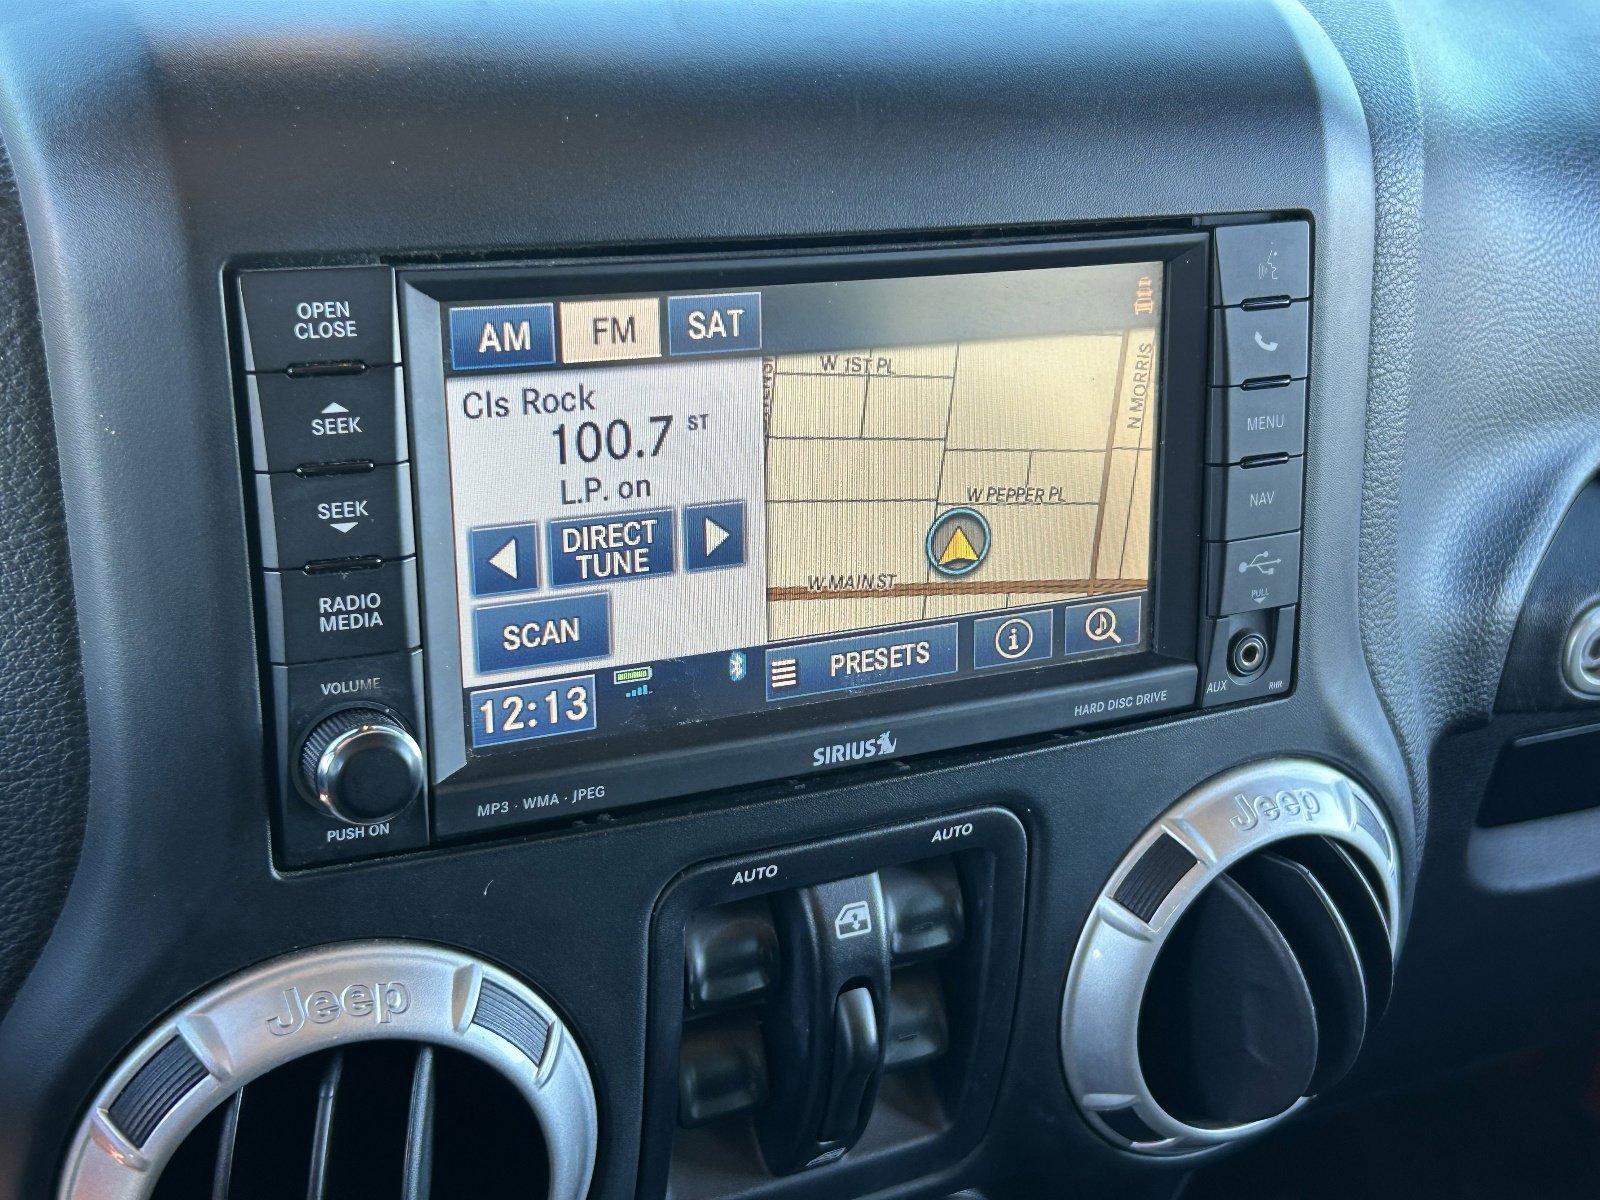 OPEN
CLOSE
SEEK
SEEK
RADIO
MEDIA
VOLUME
PUSH ON
AM FM SAT
Cls Rock
100.7 ST
L.P. on
DIRECT
TUNE
SCAN
12:13
PRESETS
W 1ST PL
N MORRIS
W PEPPER PL
W MAIN ST
MENU
NAV
PULL
AUX
RHR
MP3 · WMA · JPEG
SIRIUS
HARD DISC DRIVE
AUTO
AUTO
Jeep
Jeep